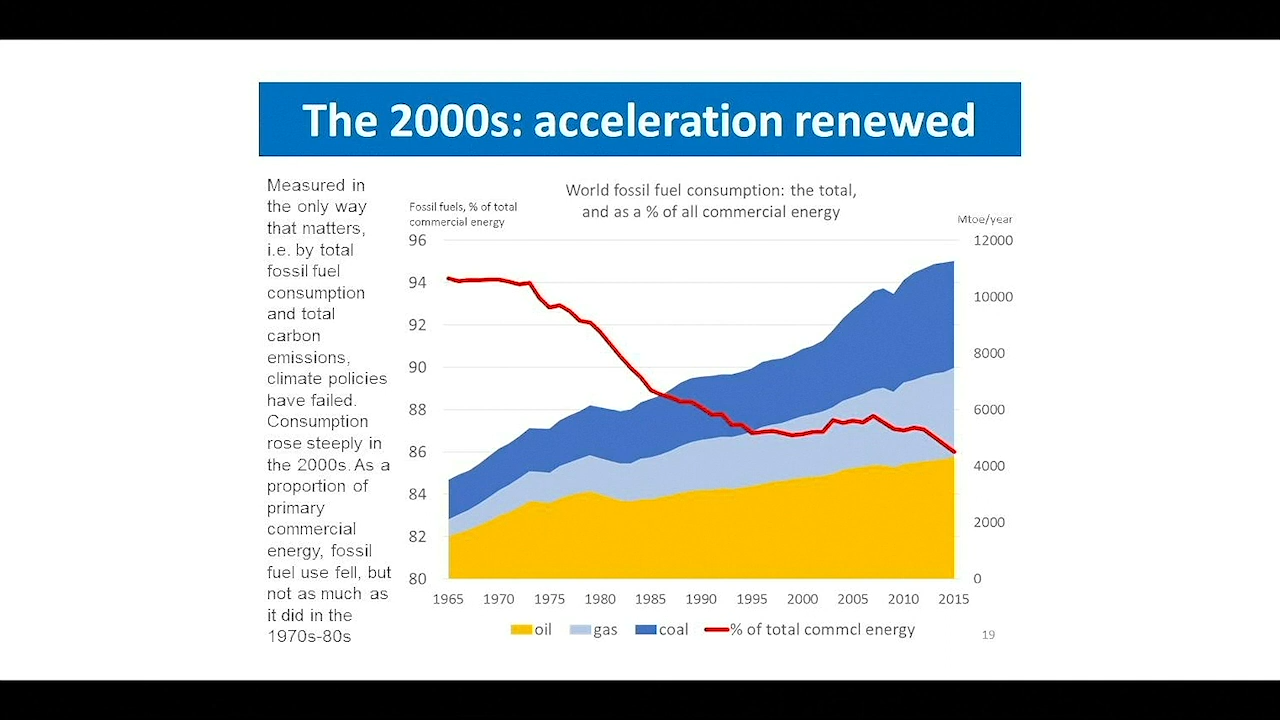 The 2000s: acceleration renewed
Measured in
the only way
that matters,
i.e. by total
fossil fuel
consumption
and total
carbon
emissions,
climate policies
have failed.
Consumption
rose steeply in
the 2000s. As a
proportion of
primary
commercial
energy, fossil
fuel use fell, but
not as much as
it did in the
1970s-80s
World fossil fuel consumption: the total,
and as a % of all commercial energy
Fossil fuels, % of total
commercial energy
Mtoe/year
96
94
92
90
88
86
84
82
80
12000
10000
8000
6000
4000
2000
0
1965 1970 1975 1980 1985 1990 1995 2000 2005 2010 2015
oil gas coal % of total commcl energy
19